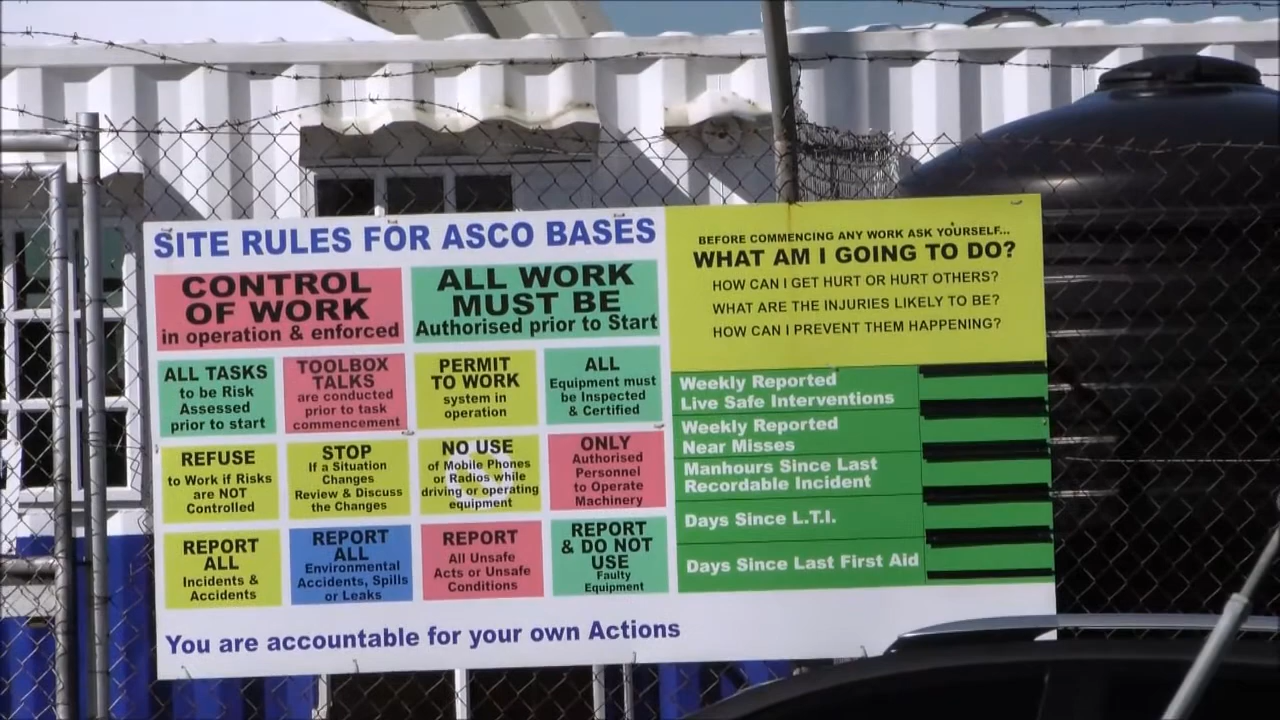 SITE RULES FOR ASCO BASES
CONTROL
OF WORK
in operation & enforced
ALL WORK
MUST BE
Authorised prior to Start
ALL TASKS
to be Risk
Assessed
prior to start
TOOLBOX
TALKS
are conducted
prior to task
commencement
PERMIT
TO WORK
system in
operation
ALL
Equipment must
be Inspected
& Certified
REFUSE
to Work if Risks
are NOT
Controlled
STOP
If a Situation
Changes
Review & Discuss
the Changes
NO USE
of Mobile Phones
or Radios while
driving or operating
equipment
ONLY
Authorised
Personnel
to Operate
Machinery
REPORT
ALL
Incidents &
Accidents
REPORT
ALL
Environmental
Accidents, Spills
or Leaks
REPORT
All Unsafe
Acts or Unsafe
Conditions
REPORT
& DO NOT
USE
Faulty
Equipment
You are accountable for your own Actions
BEFORE COMMENCING ANY WORK ASK YOURSELF...
WHAT AM I GOING TO DO?
HOW CAN I GET HURT OR HURT OTHERS?
WHAT ARE THE INJURIES LIKELY TO BE?
HOW CAN I PREVENT THEM HAPPENING?
Weekly Reported
Live Safe Interventions
Weekly Reported
Near Misses
Manhours Since Last
Recordable Incident
Days Since L.T.I.
Days Since Last First Aid